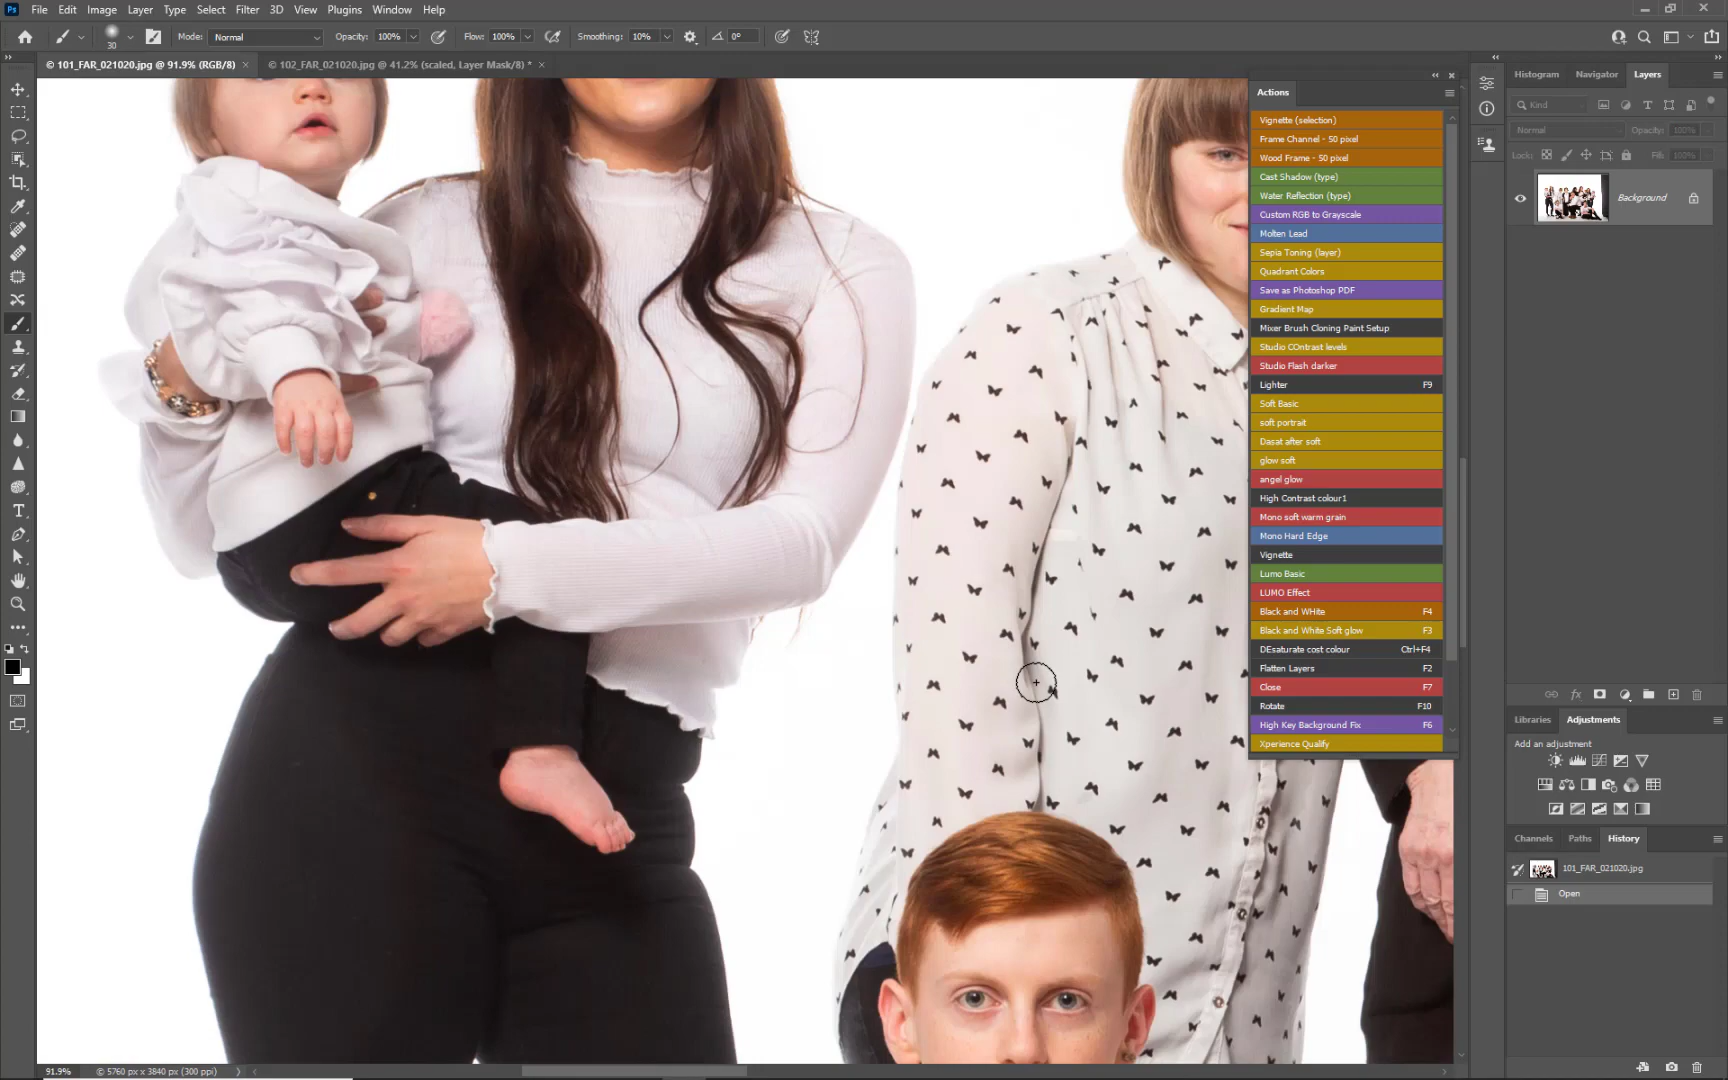 Ps File Edit Image Layer Type Select Filter 3D View Plugins Window Help
30 Mode: Normal Opacity: 100% Flow: 100% Smoothing: 10% 0°
© 101_FAR_021020.jpg @ 91.9% (RGB/8) × © 102_FAR_021020.jpg @ 41.2% (scaled, Layer Mask/8) * ×
Actions
Vignette (selection)
Frame Channel - 50 pixel
Wood Frame - 50 pixel
Cast Shadow (type)
Water Reflection (type)
Custom RGB to Grayscale
Molten Lead
Sepia Toning (layer)
Quadrant Colors
Save as Photoshop PDF
Gradient Map
Mixer Brush Cloning Paint Setup
Studio COntrast levels
Studio Flash darker
Lighter F9
Soft Basic
soft portrait
Dasat after soft
glow soft
angel glow
High Contrast colour1
Mono soft warm grain
Mono Hard Edge
Vignette
Lumo Basic
LUMO Effect
Black and WHite F4
Black and White Soft glow F3
DEsaturate cost colour Ctrl+F4
Flatten Layers F2
Close F7
Rotate F10
High Key Background Fix F6
Xperience Qualify
Histogram Navigator Layers
Kind
Normal Opacity: 100%
Lock: Fill: 100%
Background
Libraries Adjustments
Add an adjustment
Channels Paths History
101_FAR_021020.jpg
Open
91.9% © 5760 px x 3840 px (300 ppi)